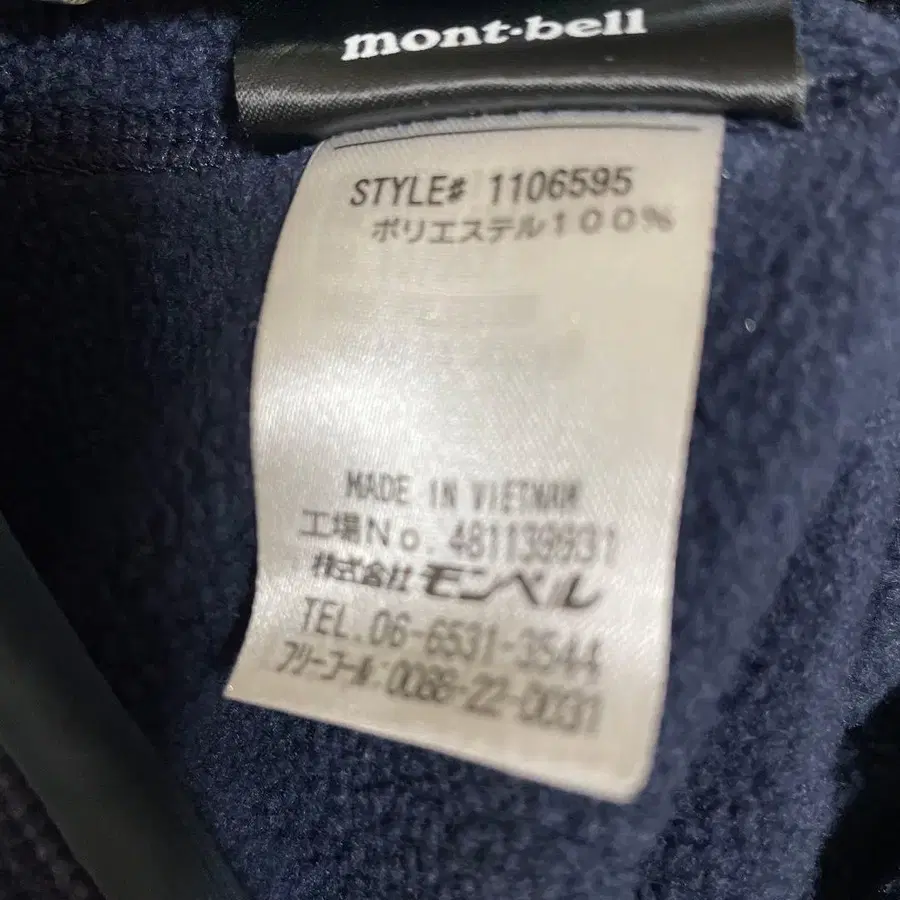 mont-bell
STYLE# 1106595
ポリエステル100%
MADE IN VIETNAM
工場No. 481139931
株式会社 モンベル
TEL. 06-6531-3544
フリーコール:0088-22-0031